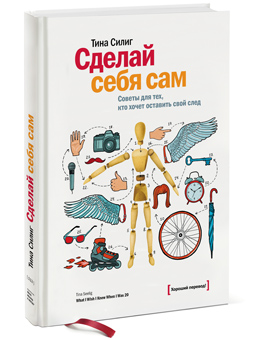 Тина Силиг
Сделай
себя сам
Советы для тех,
кто хочет оставить свой след
Тина Силиг Сделай себя сам
Tina Seelig
What I Wish I Knew When I Was 20
[ Хороший перевод! ]